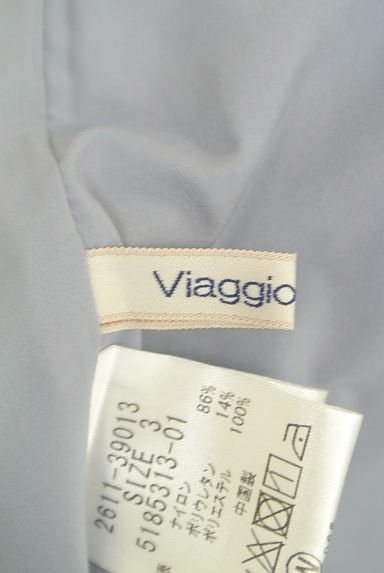 Viaggio
2611-39013
SIZE 3
5185313-01
ナイロン 86%
ポリウレタン 14%
ポリエステル 100%
中国製
W